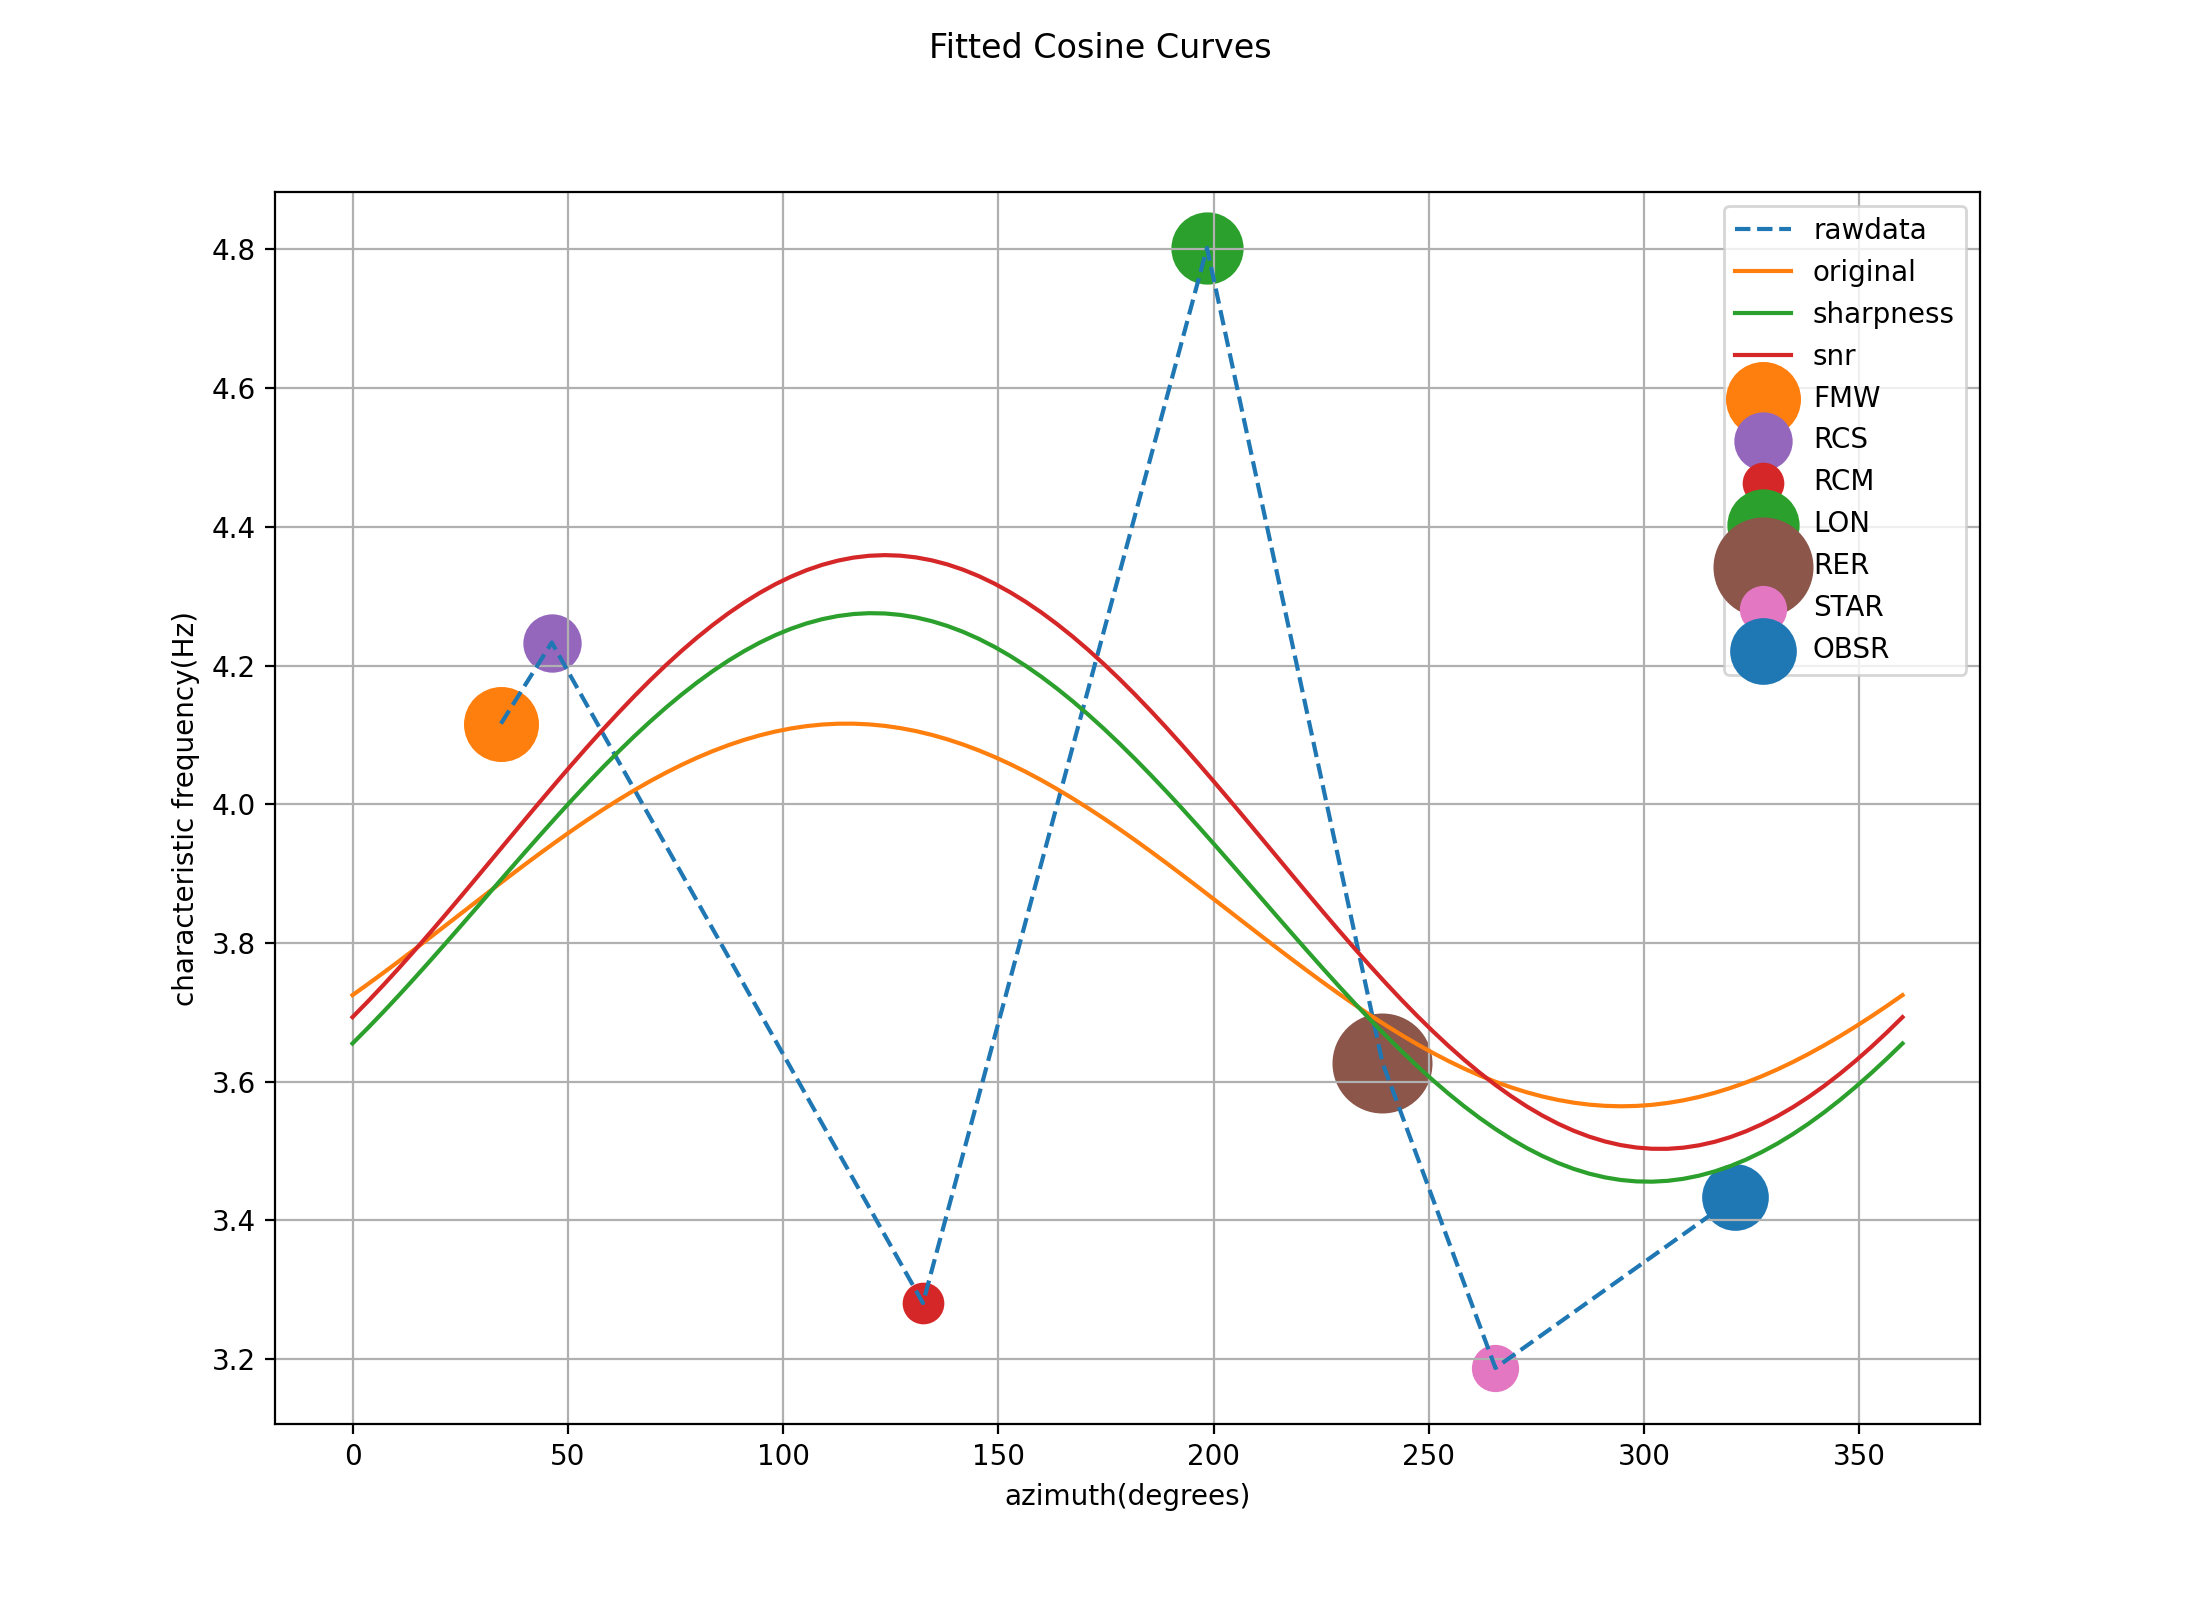 Fitted Cosine Curves
4.8
4.6
4.4
4.2
4.0
3.8
3.6
3.4
3.2
characteristic frequency(Hz)
0 50 100 150 200 250 300 350
azimuth(degrees)
rawdata
original
sharpness
snr
FMW
RCS
RCM
LON
RER
STAR
OBSR